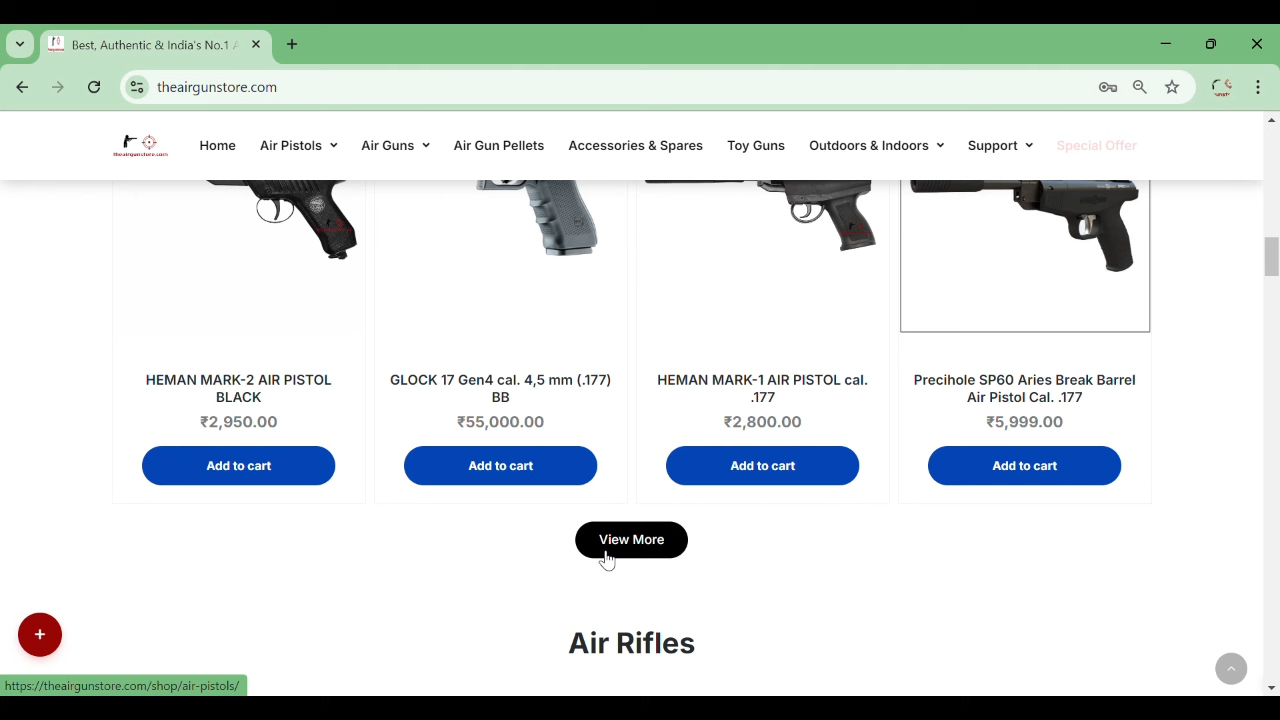 Best, Authentic & India's No.1 A
theairgunstore.com
theairgunstore.com
Home Air Pistols Air Guns Air Gun Pellets Accessories & Spares Toy Guns Outdoors & Indoors Support Special Offer
HEMAN MARK-2 AIR PISTOL
BLACK
₹2,950.00
Add to cart
GLOCK 17 Gen4 cal. 4,5 mm (.177)
BB
₹55,000.00
Add to cart
HEMAN MARK-1 AIR PISTOL cal.
.177
₹2,800.00
Add to cart
Precihole SP60 Aries Break Barrel
Air Pistol Cal. .177
₹5,999.00
Add to cart
View More
Air Rifles
+
https://theairgunstore.com/shop/air-pistols/